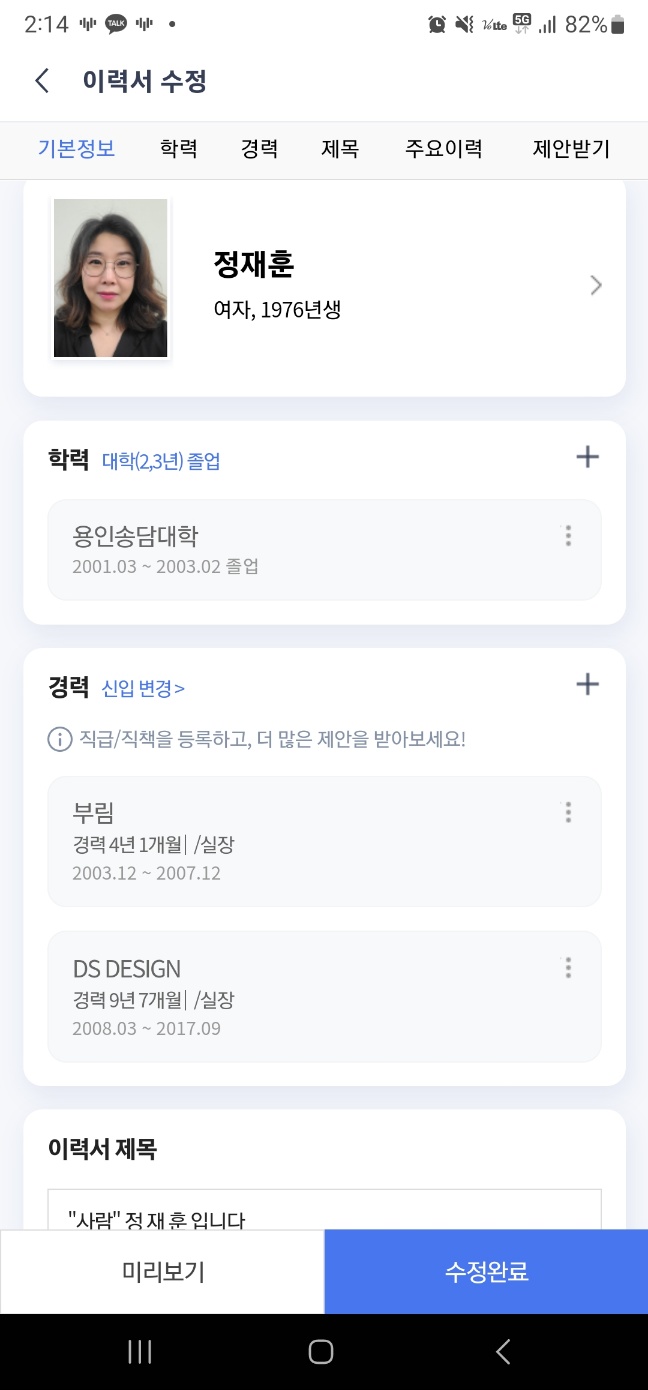 2:14 TALK 82%
이력서 수정
기본정보 학력 경력 제목 주요이력 제안받기
정재훈
여자, 1976년생
학력 대학(2,3년) 졸업
용인송담대학
2001.03 ~ 2003.02 졸업
경력 신입 변경 >
직급/직책을 등록하고, 더 많은 제안을 받아보세요!
부림
경력 4년 1개월| /실장
2003.12 ~ 2007.12
DS DESIGN
경력 9년 7개월| /실장
2008.03 ~ 2017.09
이력서 제목
"사람" 정 재 훈 입니다
미리보기 수정완료